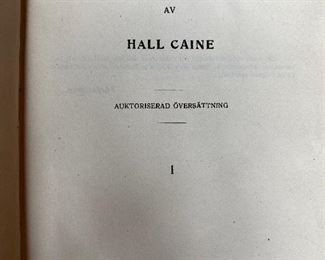 AV
HALL CAINE
AUKTORISERAD ÖVERSÄTTNING
I